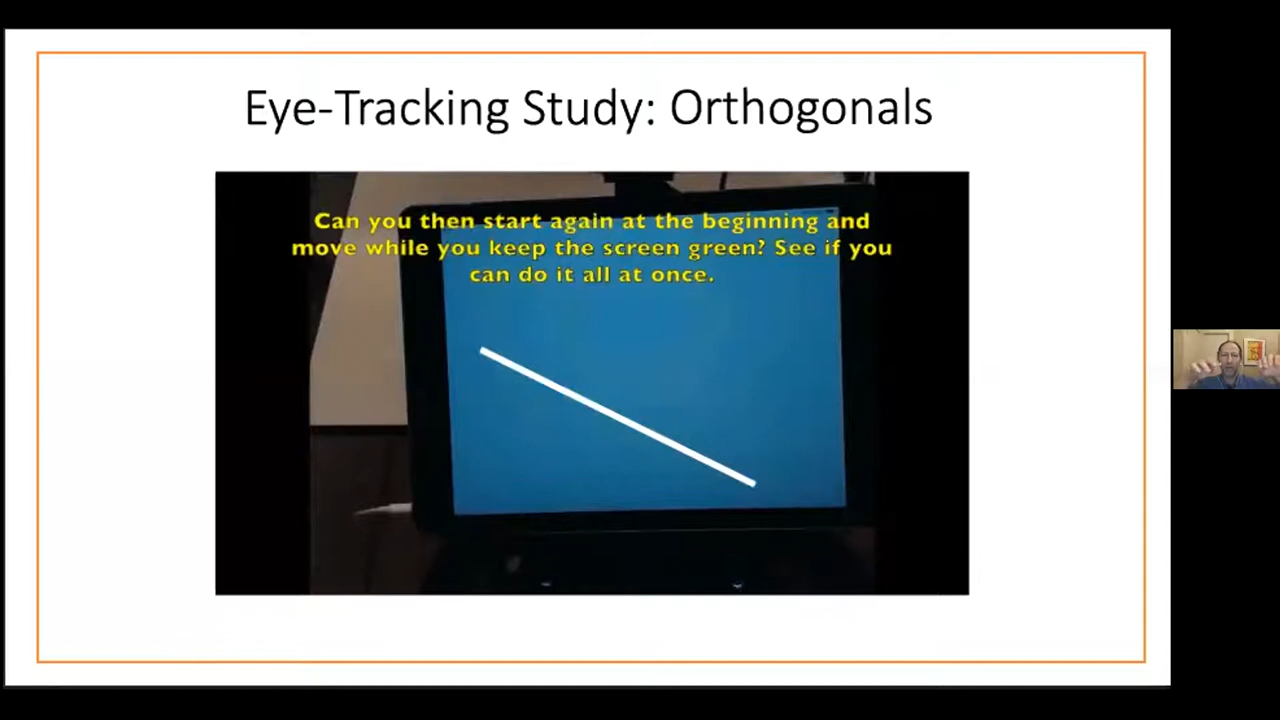 Eye-Tracking Study: Orthogonals
Can you then start again at the beginning and
move while you keep the screen green? See if you
can do it all at once.